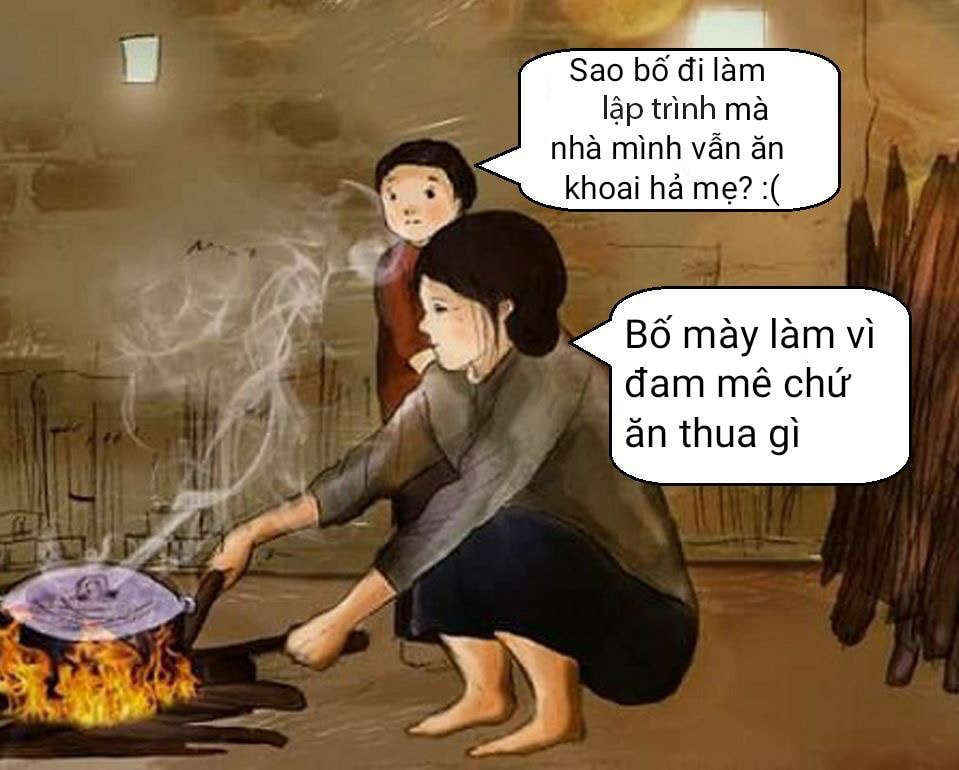 Sao bố đi làm
lập trình mà
nhà mình vẫn ăn
khoai hả mẹ? :(
Bố mày làm vì
đam mê chứ
ăn thua gì